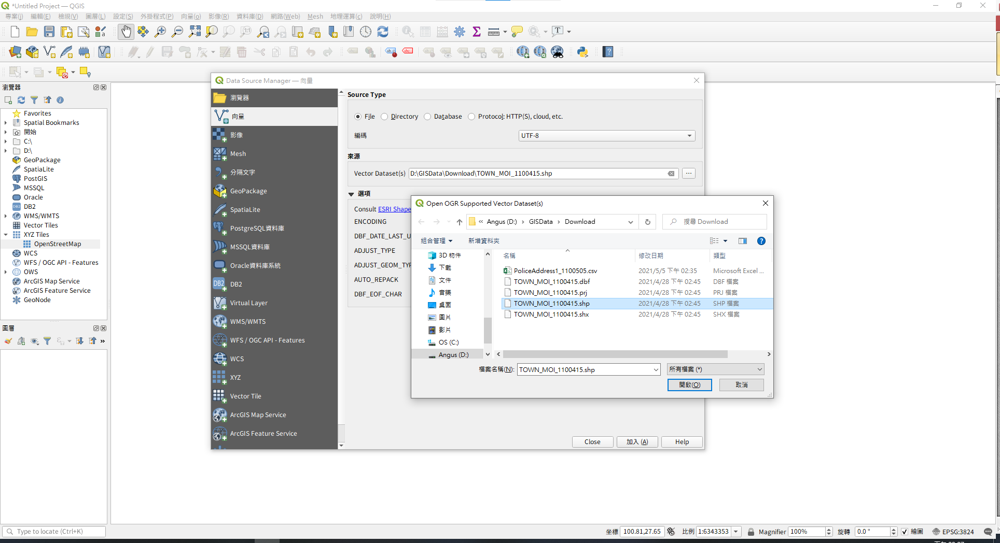 *Untitled Project — QGIS
專案(j) 編輯(E) 檢視(V) 圖層(L) 設定(S) 外掛程式(P) 向量(o) 影像(R) 資料庫(D) 網路(Web) Mesh 地理運算(c) 說明(H)
瀏覽器
Favorites
Spatial Bookmarks
開始
C:\
D:\
GeoPackage
SpatiaLite
PostGIS
MSSQL
Oracle
DB2
WMS/WMTS
Vector Tiles
XYZ Tiles
OpenStreetMap
WCS
WFS / OGC API - Features
OWS
ArcGIS Map Service
ArcGIS Feature Service
GeoNode
圖層
Data Source Manager — 向量
瀏覽器
向量
影像
Mesh
分隔文字
GeoPackage
SpatiaLite
PostgreSQL資料庫
MSSQL資料庫
Oracle資料庫系統
DB2
Virtual Layer
WMS/WMTS
WFS / OGC API - Features
WCS
XYZ
Vector Tile
ArcGIS Map Service
ArcGIS Feature Service
Source Type
File Directory Database Protocol: HTTP(S), cloud, etc.
編碼 UTF-8
來源
Vector Dataset(s) D:\GISData\Download\TOWN_MOI_1100415.shp ...
選項
Consult ESRI Shape
ENCODING
DBF_DATE_LAST_U
ADJUST_TYPE
ADJUST_GEOM_TYP
AUTO_REPACK
DBF_EOF_CHAR
Close 加入 (A) Help
Open OGR Supported Vector Dataset(s)
« Angus (D:) › GISData › Download 搜尋 Download
組合管理 新增資料夾
3D 物件
下載
文件
音樂
桌面
圖片
影片
OS (C:)
Angus (D:)
名稱 修改日期 類型
PoliceAddress1_1100505.csv 2021/5/5 下午 02:35 Microsoft Excel ...
TOWN_MOI_1100415.dbf 2021/4/28 下午 02:45 DBF 檔案
TOWN_MOI_1100415.prj 2021/4/28 下午 02:45 PRJ 檔案
TOWN_MOI_1100415.shp 2021/4/28 下午 02:45 SHP 檔案
TOWN_MOI_1100415.shx 2021/4/28 下午 02:45 SHX 檔案
檔案名稱(N): TOWN_MOI_1100415.shp 所有檔案 (*)
開啟(O) 取消
Type to locate (Ctrl+K) 坐標 100.81,27.65 比例 1:6343353 Magnifier 100% 旋轉 0.0 ° 繪圖 EPSG:3824